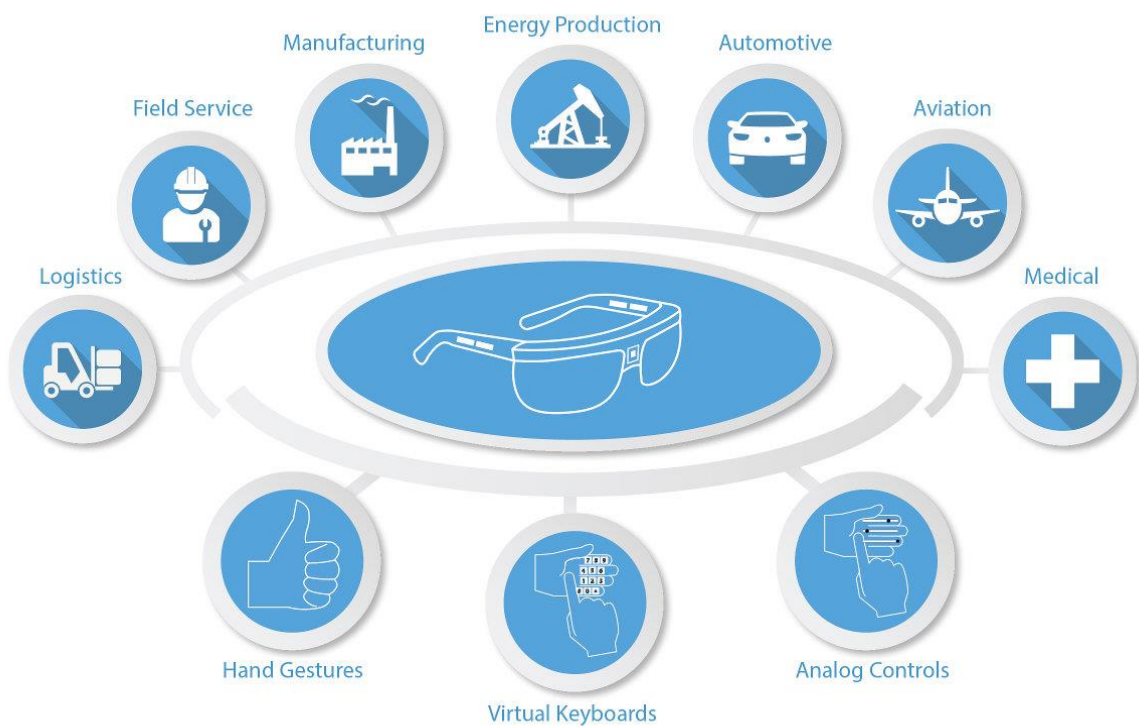 Energy Production
Manufacturing
Automotive
Field Service
Aviation
Logistics
Medical
Hand Gestures
Analog Controls
Virtual Keyboards